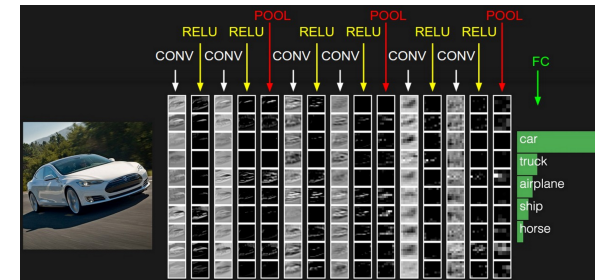 POOL POOL POOL
RELU RELU RELU RELU RELU RELU
CONV CONV CONV CONV CONV CONV
FC
car
truck
airplane
ship
horse